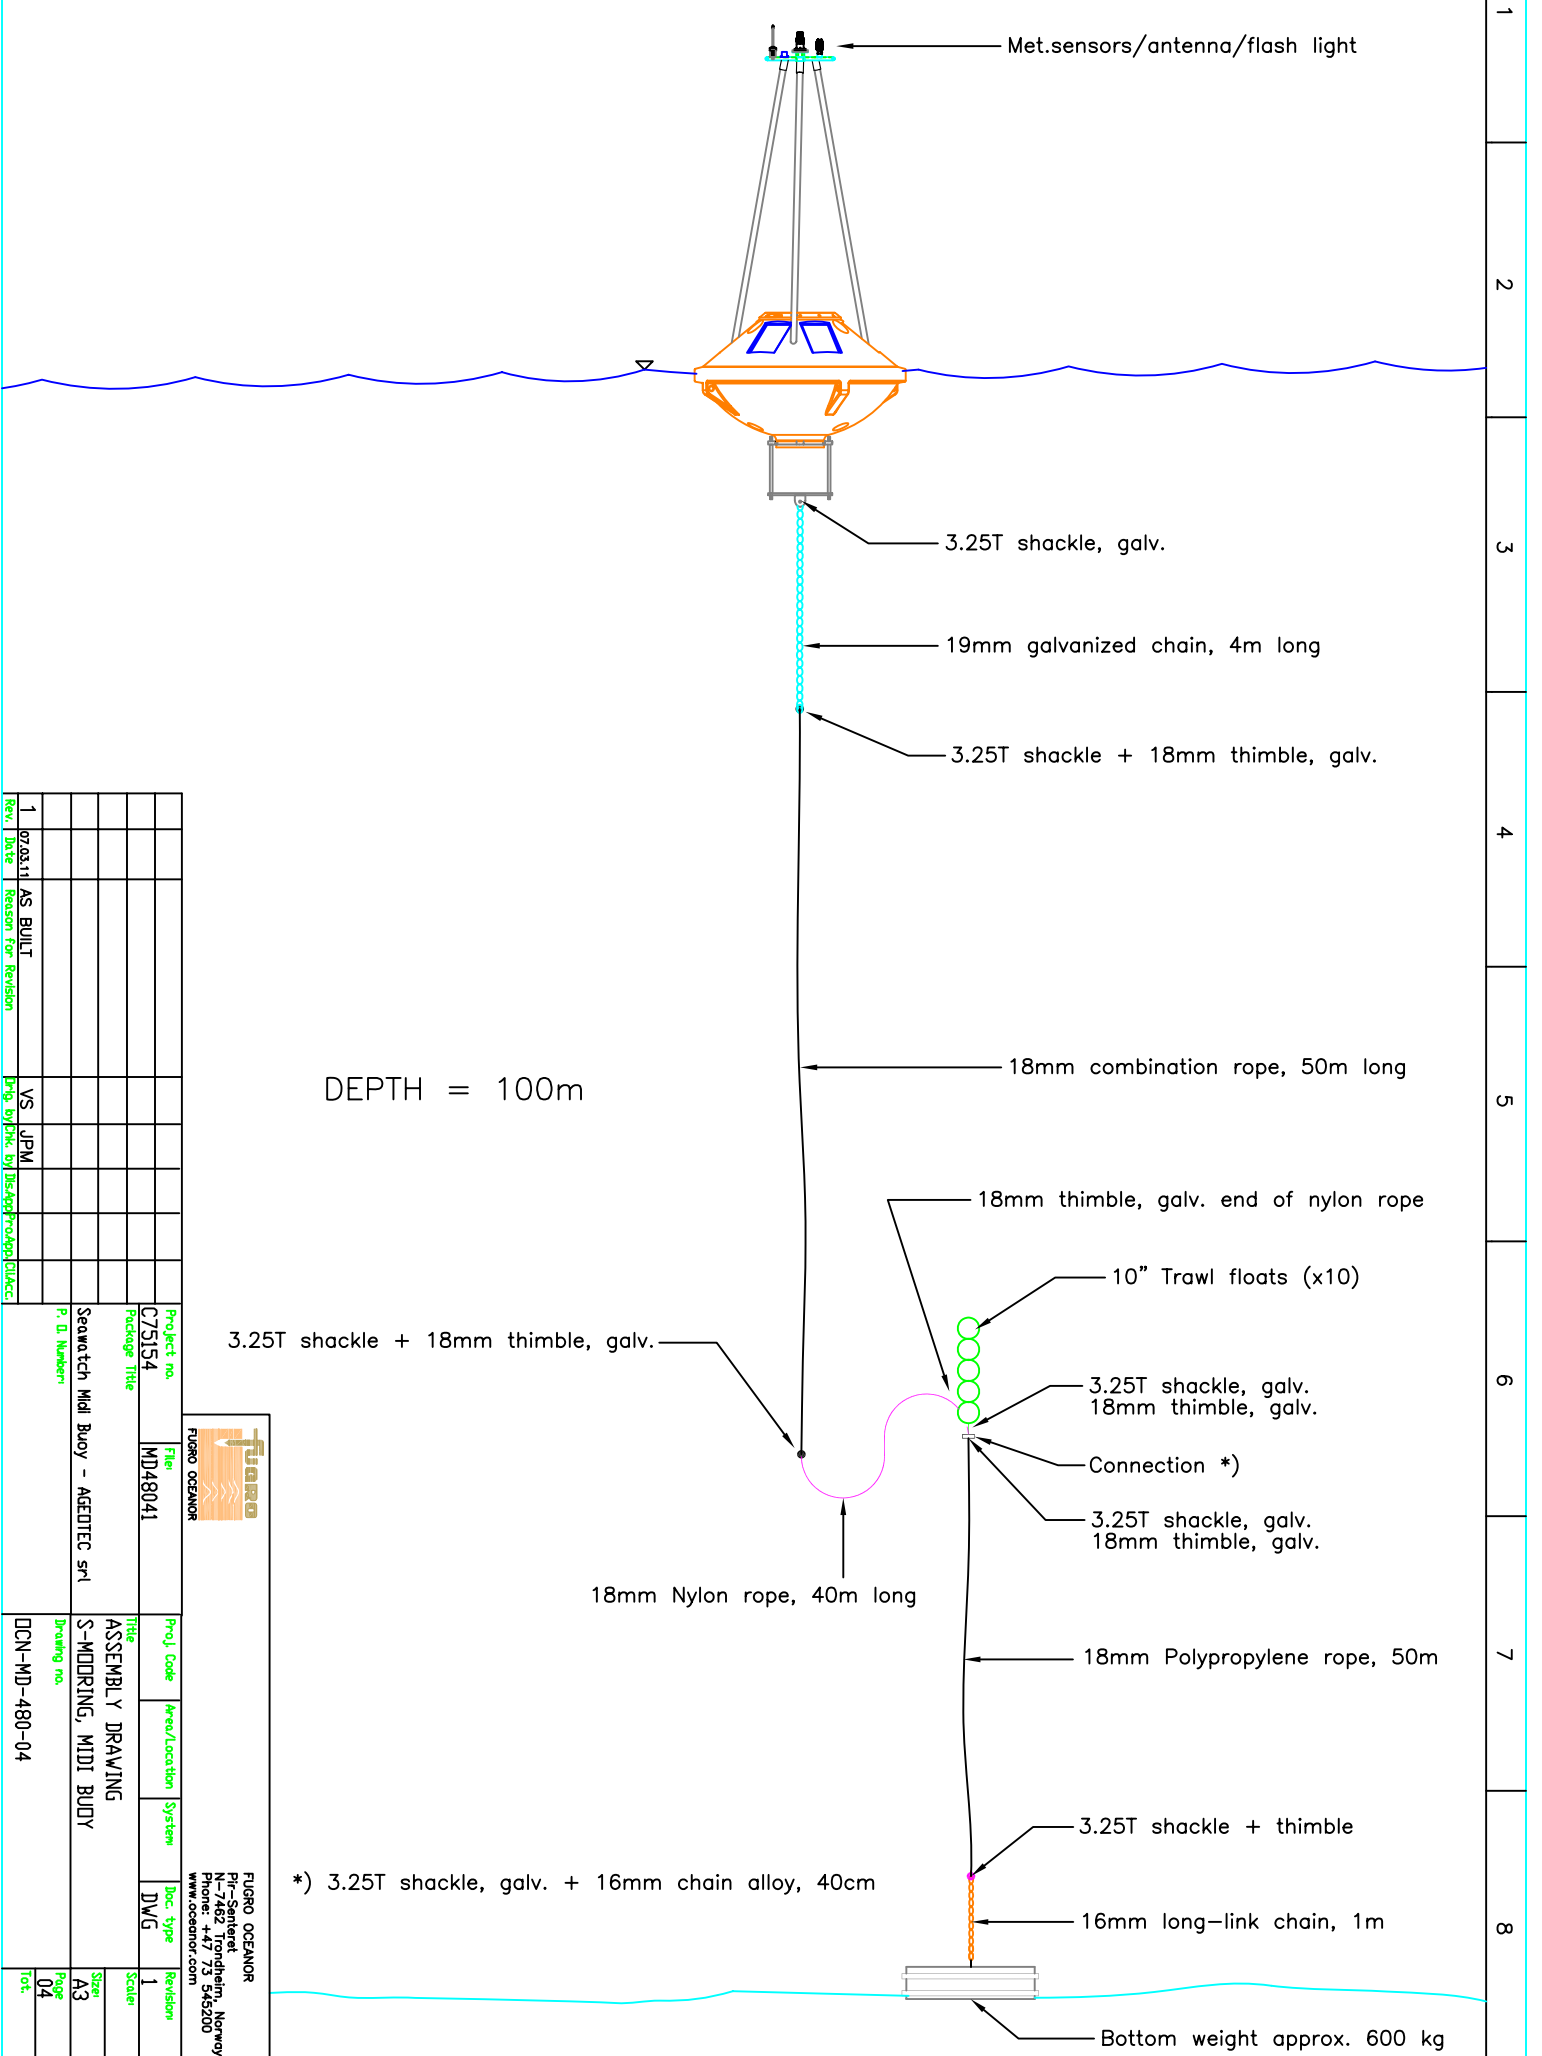 1
Met.sensors/antenna/flash light
2
3.25T shackle, galv.
3
19mm galvanized chain, 4m long
3.25T shackle + 18mm thimble, galv.
4
DEPTH = 100m
18mm combination rope, 50m long
5
18mm thimble, galv. end of nylon rope
10" Trawl floats (x10)
3.25T shackle + 18mm thimble, galv.
3.25T shackle, galv.
18mm thimble, galv.
6
Connection *)
3.25T shackle, galv.
18mm thimble, galv.
18mm Nylon rope, 40m long
18mm Polypropylene rope, 50m
7
3.25T shackle + thimble
*) 3.25T shackle, galv. + 16mm chain alloy, 40cm
16mm long-link chain, 1m
8
Bottom weight approx. 600 kg
fugro
FUGRO OCEANOR
FUGRO OCEANOR
Pir-Senteret
N-7462 Trondheim, Norway
Phone: +47 73 545200
www.oceanor.com
Project no. File: Proj. Code Area/Location System: Doc. type Revision:
C75154 MD48041 DWG 1
Package Title Title Scale:
ASSEMBLY DRAWING
Seawatch Midi Buoy - AGEOTEC srl S-MOORING, MIDI BUOY Size: A3
P. O. Number: Drawing no. Page 04
OCN-MD-480-04 Tot.
1 07.03.11 AS BUILT VS JPM
Rev. Date Reason for Revision Orig. by Chk. by Dis.App Pro.App. Cli.Acc.